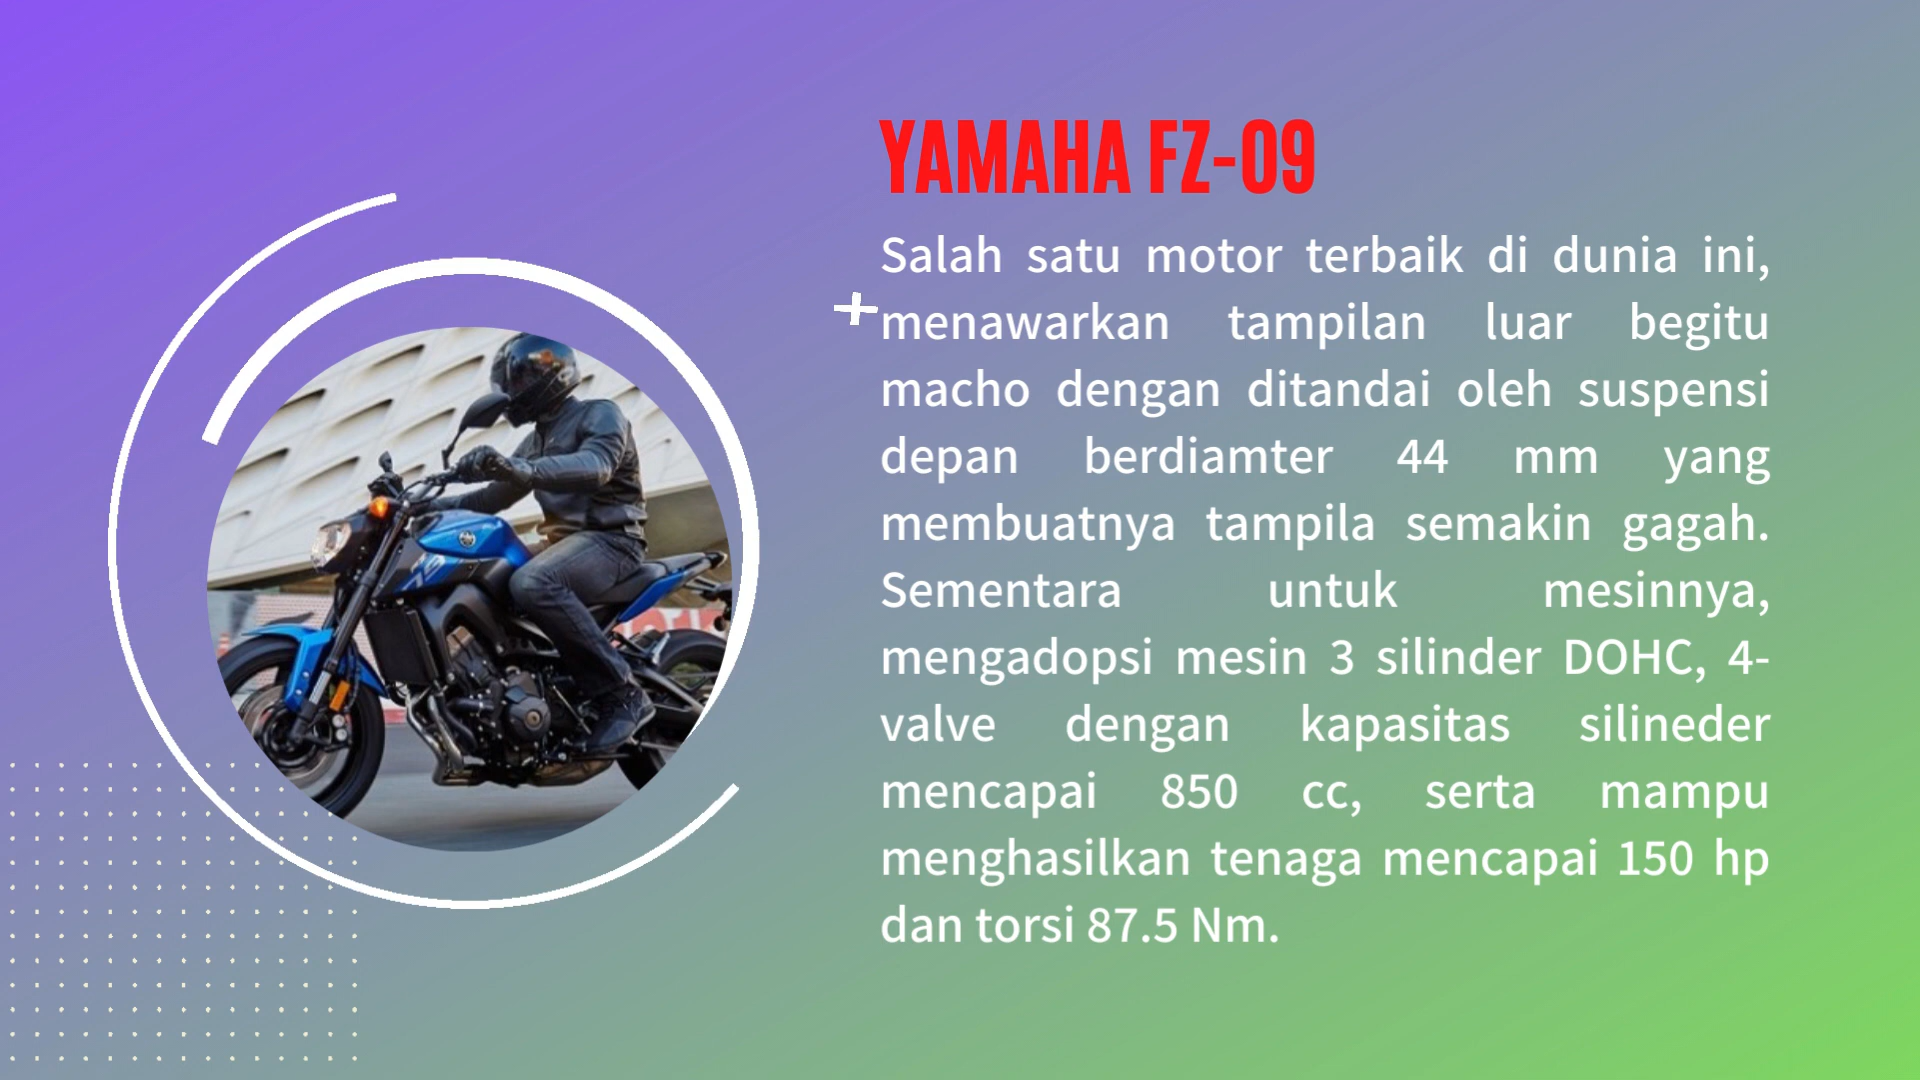 YAMAHA FZ-09
Salah satu motor terbaik di dunia ini,
menawarkan tampilan luar begitu
macho dengan ditandai oleh suspensi
depan berdiamter 44 mm yang
membuatnya tampila semakin gagah.
Sementara untuk mesinnya,
mengadopsi mesin 3 silinder DOHC, 4-
valve dengan kapasitas silineder
mencapai 850 cc, serta mampu
menghasilkan tenaga mencapai 150 hp
dan torsi 87.5 Nm.